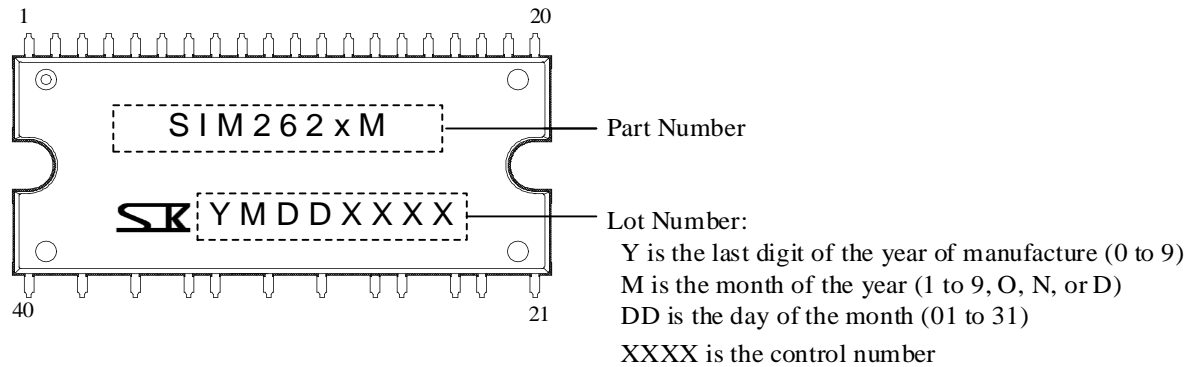 1 20
SIM262xM
Part Number
SK YMDDXXXX
Lot Number:
Y is the last digit of the year of manufacture (0 to 9)
M is the month of the year (1 to 9, O, N, or D)
DD is the day of the month (01 to 31)
XXXX is the control number
40 21